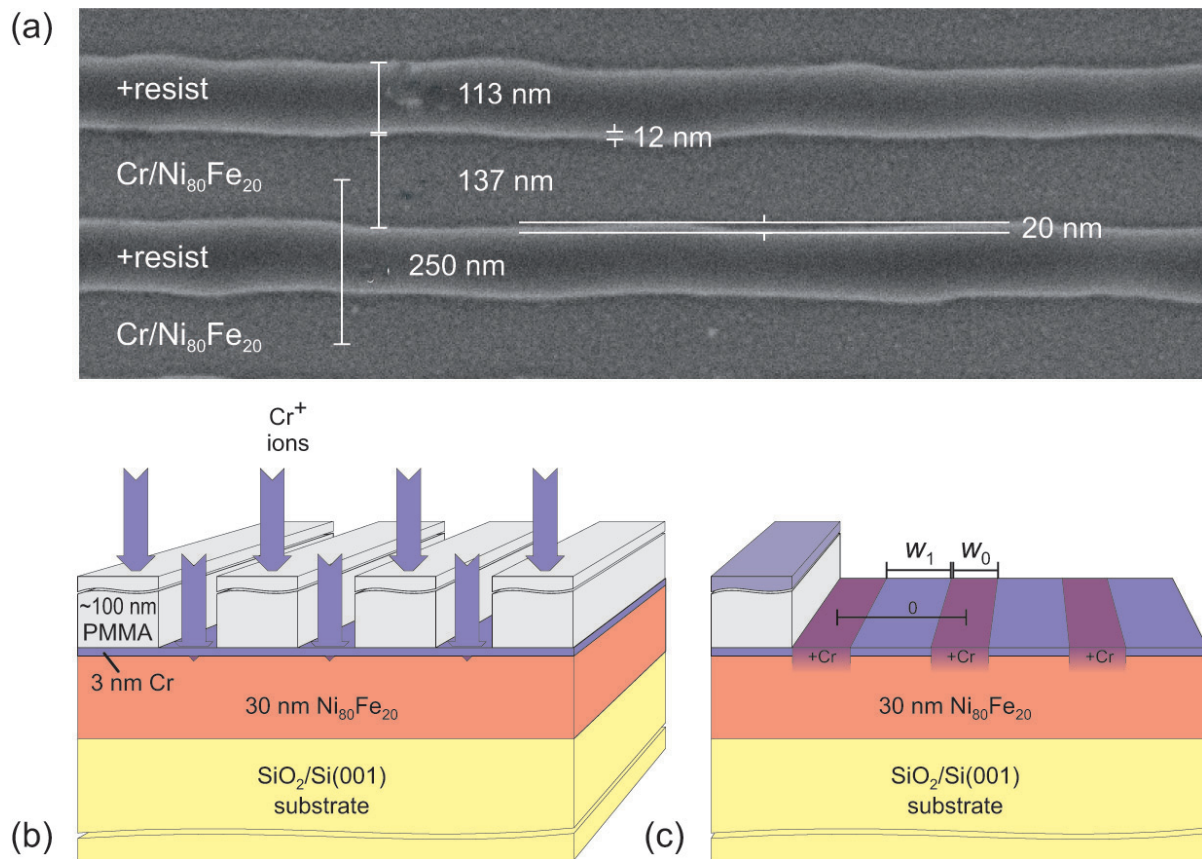 (a)
+resist
113 nm
12 nm
Cr/Ni₈₀Fe₂₀
137 nm
20 nm
+resist
250 nm
Cr/Ni₈₀Fe₂₀
Cr⁺
ions
~100 nm
PMMA
3 nm Cr
30 nm Ni₈₀Fe₂₀
SiO₂/Si(001)
substrate
(b)
w₁
w₀
0
+Cr
+Cr
+Cr
30 nm Ni₈₀Fe₂₀
SiO₂/Si(001)
substrate
(c)